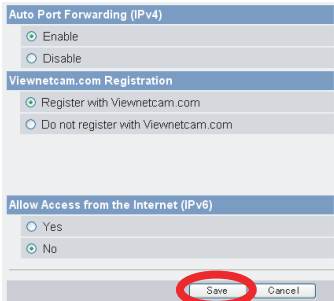 Auto Port Forwarding (IPv4)
Enable
Disable
Viewnetcam.com Registration
Register with Viewnetcam.com
Do not register with Viewnetcam.com
Allow Access from the Internet (IPv6)
Yes
No
Save Cancel